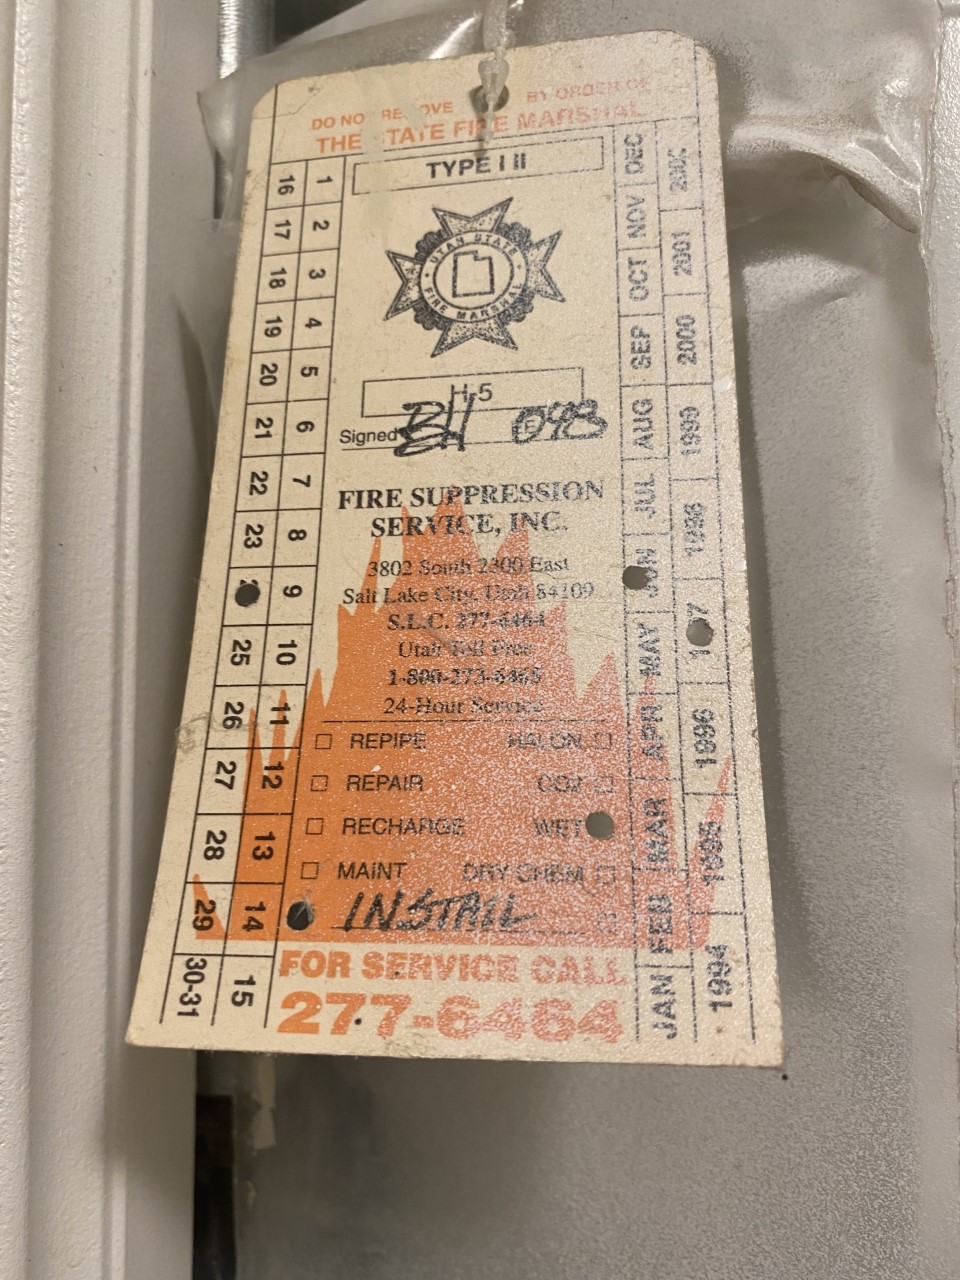 DO NO RE OVE BY ORDER OF
THE STATE FIRE MARSHAL
TYPE I II
UTAH STATE
FIRE MARSHAL
H-5
Signed BH 098
FIRE SUPPRESSION
SERVICE, INC.
3802 South 2300 East
Salt Lake City, Utah 84109
S.L.C. 277-6464
Utah Toll Free
1-800-273-6465
24-Hour Service
REPIPE HALON
REPAIR CO2
RECHARGE WET
MAINT DRY CHEM
INSTALL
FOR SERVICE CALL
277-6464
16 1
17 2
18 3
19 4
20 5
21 6
22 7
23 8
9
25 10
26 11
27 12
28 13
29 14
30-31 15
JAN FEB MAR APR MAY JUN JUL AUG SEP OCT NOV DEC
1994 1995 1996 1998 1999 2000 2001